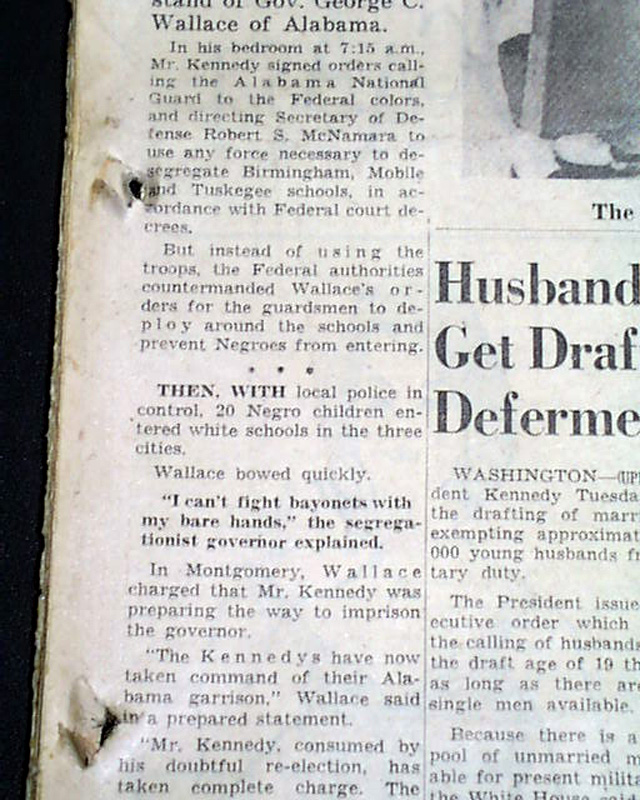 stand of Gov. George C.
Wallace of Alabama.
In his bedroom at 7:15 a.m.,
Mr. Kennedy signed orders call-
ing the Alabama National
Guard to the Federal colors,
and directing Secretary of De-
fense Robert S. McNamara to
use any force necessary to de-
segregate Birmingham, Mobile
and Tuskegee schools, in ac-
cordance with Federal court de-
crees.
But instead of using the
troops, the Federal authorities
countermanded Wallace's or-
ders for the guardsmen to de-
ploy around the schools and
prevent Negroes from entering.
* * *
THEN, WITH local police in
control, 20 Negro children en-
tered white schools in the three
cities.
Wallace bowed quickly.
"I can't fight bayonets with
my bare hands," the segrega-
tionist governor explained.
In Montgomery, Wallace
charged that Mr. Kennedy was
preparing the way to imprison
the governor.
"The Kennedys have now
taken command of their Ala-
bama garrison," Wallace said
in a prepared statement.
"Mr. Kennedy, consumed by
his doubtful re-election, has
taken complete charge. The
The
Husband
Get Draf
Deferme
WASHINGTON—(UPI
dent Kennedy Tuesda
the drafting of marr
exempting approximat
000 young husbands fr
tary duty.
The President issue
ecutive order which
the calling of husbands
the draft age of 19 th
as long as there are
single men available.
Because there is a
pool of unmarried m
able for present milita
the White House said